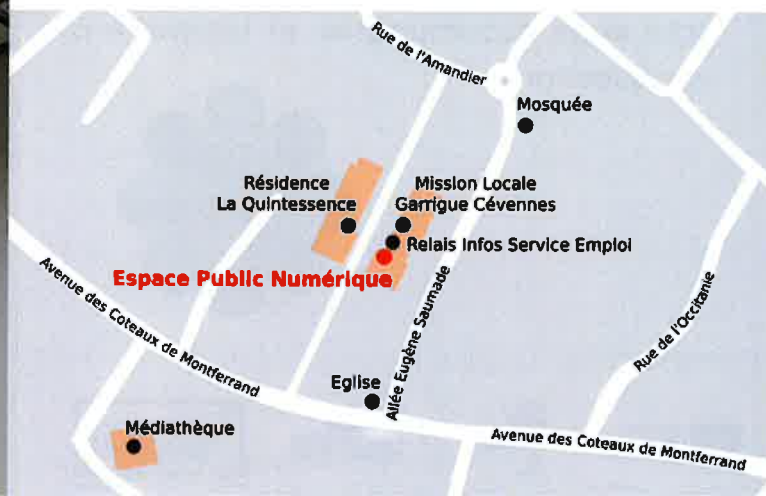 Rue de l'Amandier
Mosquée
Résidence
La Quintessence
Mission Locale
Garrigue Cévennes
Relais Infos Service Emploi
Espace Public Numérique
Avenue des Coteaux de Montferrand
Allée Eugène Saumade
Rue de l'Occitanie
Eglise
Médiathèque
Avenue des Coteaux de Montferrand